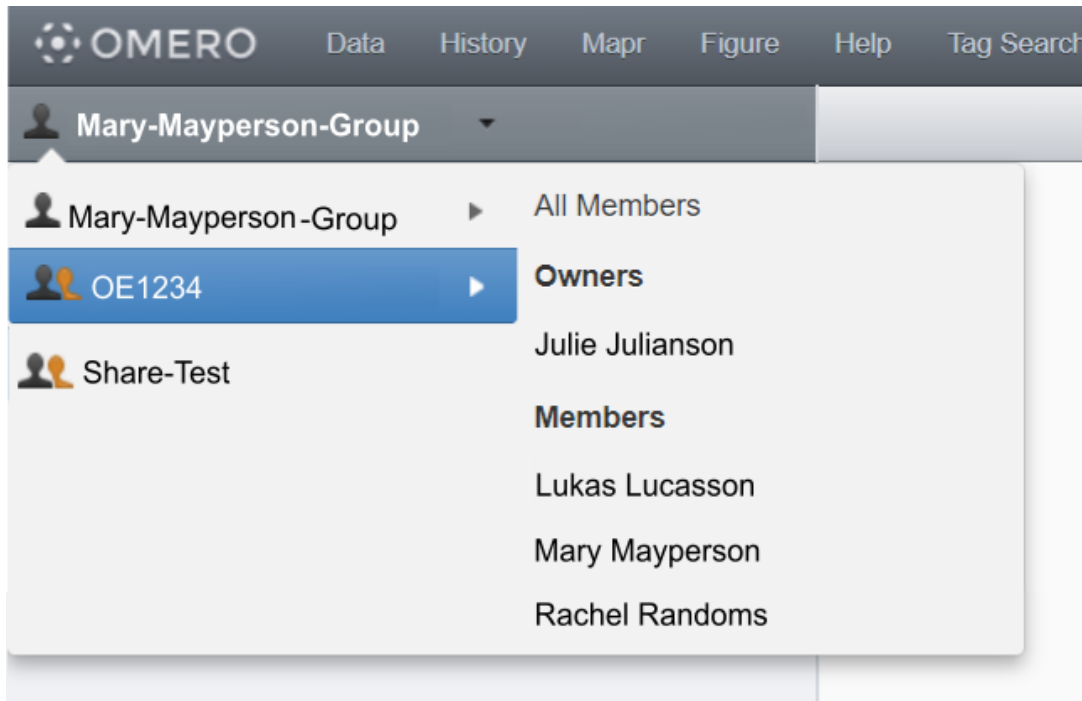 OMERO Data History Mapr Figure Help Tag Search
Mary-Mayperson-Group
Mary-Mayperson-Group
OE1234
Share-Test
All Members
Owners
Julie Julianson
Members
Lukas Lucasson
Mary Mayperson
Rachel Randoms